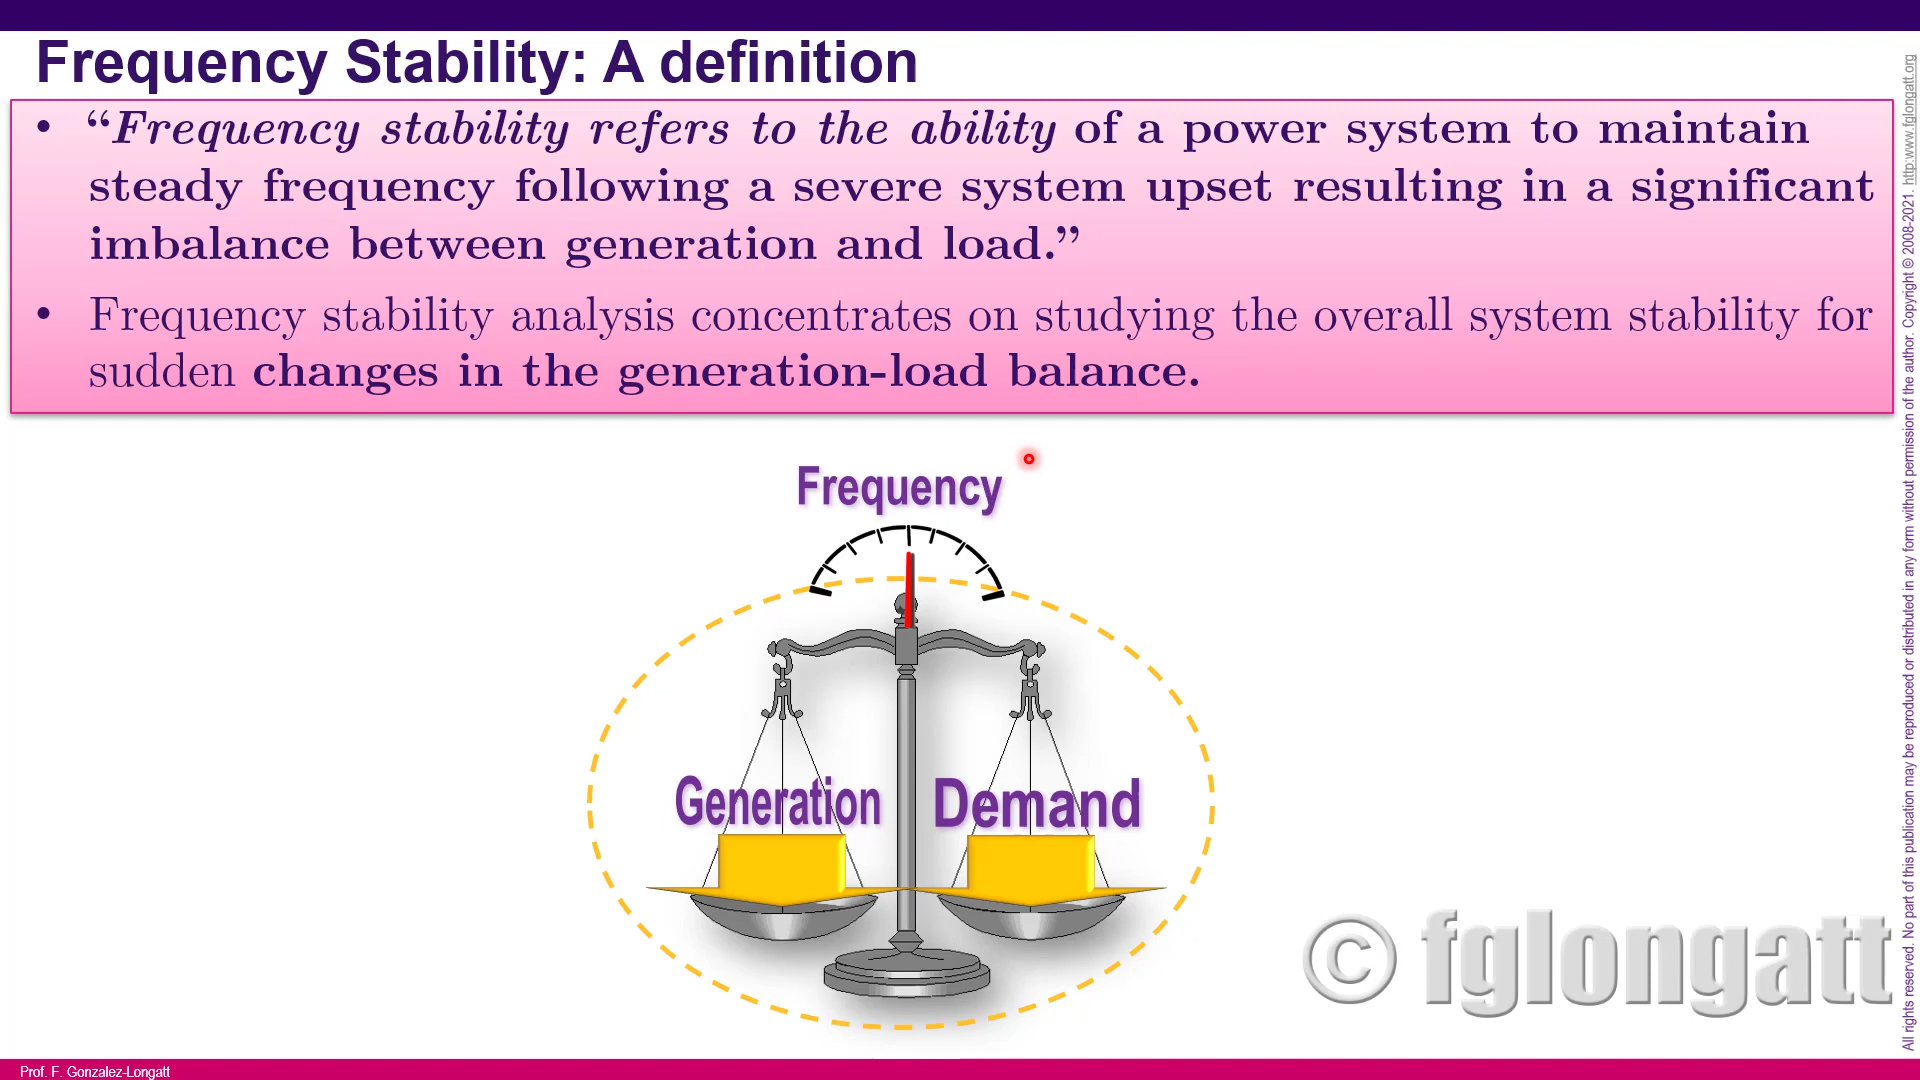 Frequency Stability: A definition
• “Frequency stability refers to the ability of a power system to maintain
steady frequency following a severe system upset resulting in a significant
imbalance between generation and load.”
• Frequency stability analysis concentrates on studying the overall system stability for
sudden changes in the generation-load balance.
Frequency
Generation
Demand
© fglongatt
Prof. F. Gonzalez-Longatt
All rights reserved. No part of this publication may be reproduced or distributed in any form without permission of the author. Copyright © 2008-2021. http:www.fglongatt.org